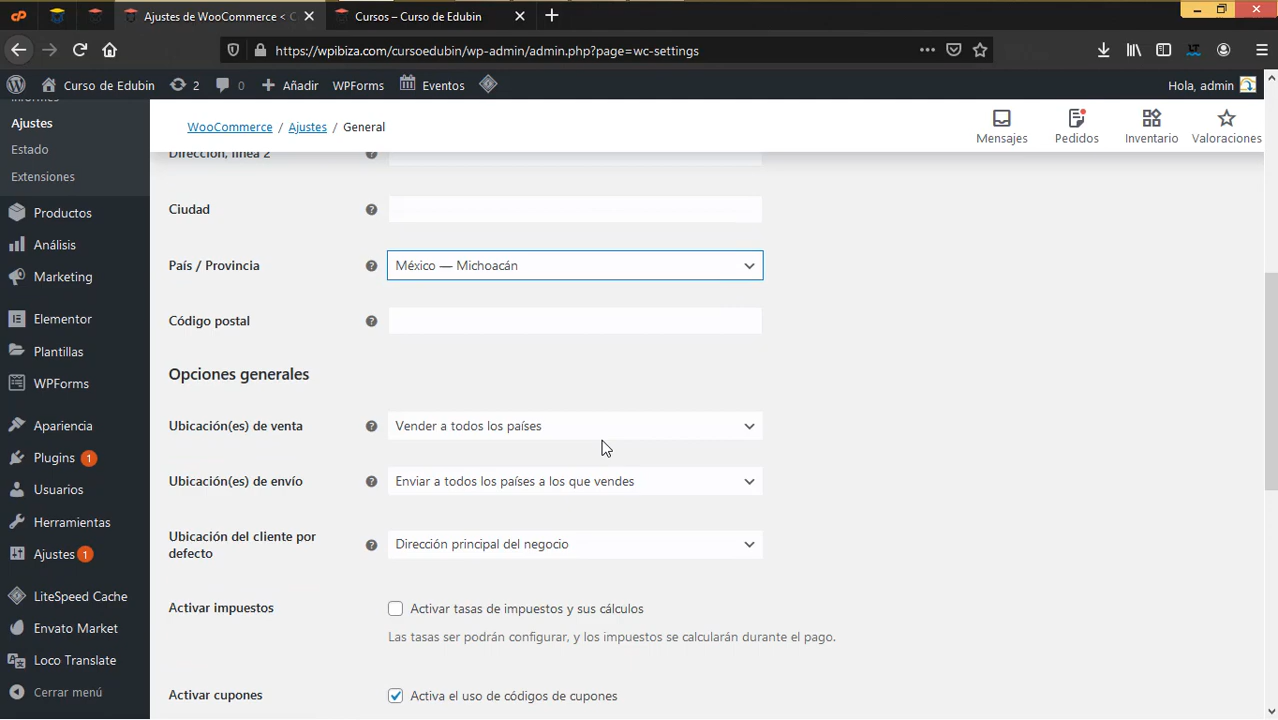 Ajustes de WooCommerce < C
Cursos – Curso de Edubin
https://wpibiza.com/cursoedubin/wp-admin/admin.php?page=wc-settings
Curso de Edubin
2
0
Añadir
WPForms
Eventos
Hola, admin
Informes
Ajustes
Estado
Extensiones
Productos
Análisis
Marketing
Elementor
Plantillas
WPForms
Apariencia
Plugins 1
Usuarios
Herramientas
Ajustes 1
LiteSpeed Cache
Envato Market
Loco Translate
Cerrar menú
WooCommerce / Ajustes / General
Mensajes
Pedidos
Inventario
Valoraciones
Dirección, línea 2
Ciudad
País / Provincia
México — Michoacán
Código postal
Opciones generales
Ubicación(es) de venta
Vender a todos los países
Ubicación(es) de envío
Enviar a todos los países a los que vendes
Ubicación del cliente por
defecto
Dirección principal del negocio
Activar impuestos
Activar tasas de impuestos y sus cálculos
Las tasas ser podrán configurar, y los impuestos se calcularán durante el pago.
Activar cupones
Activa el uso de códigos de cupones